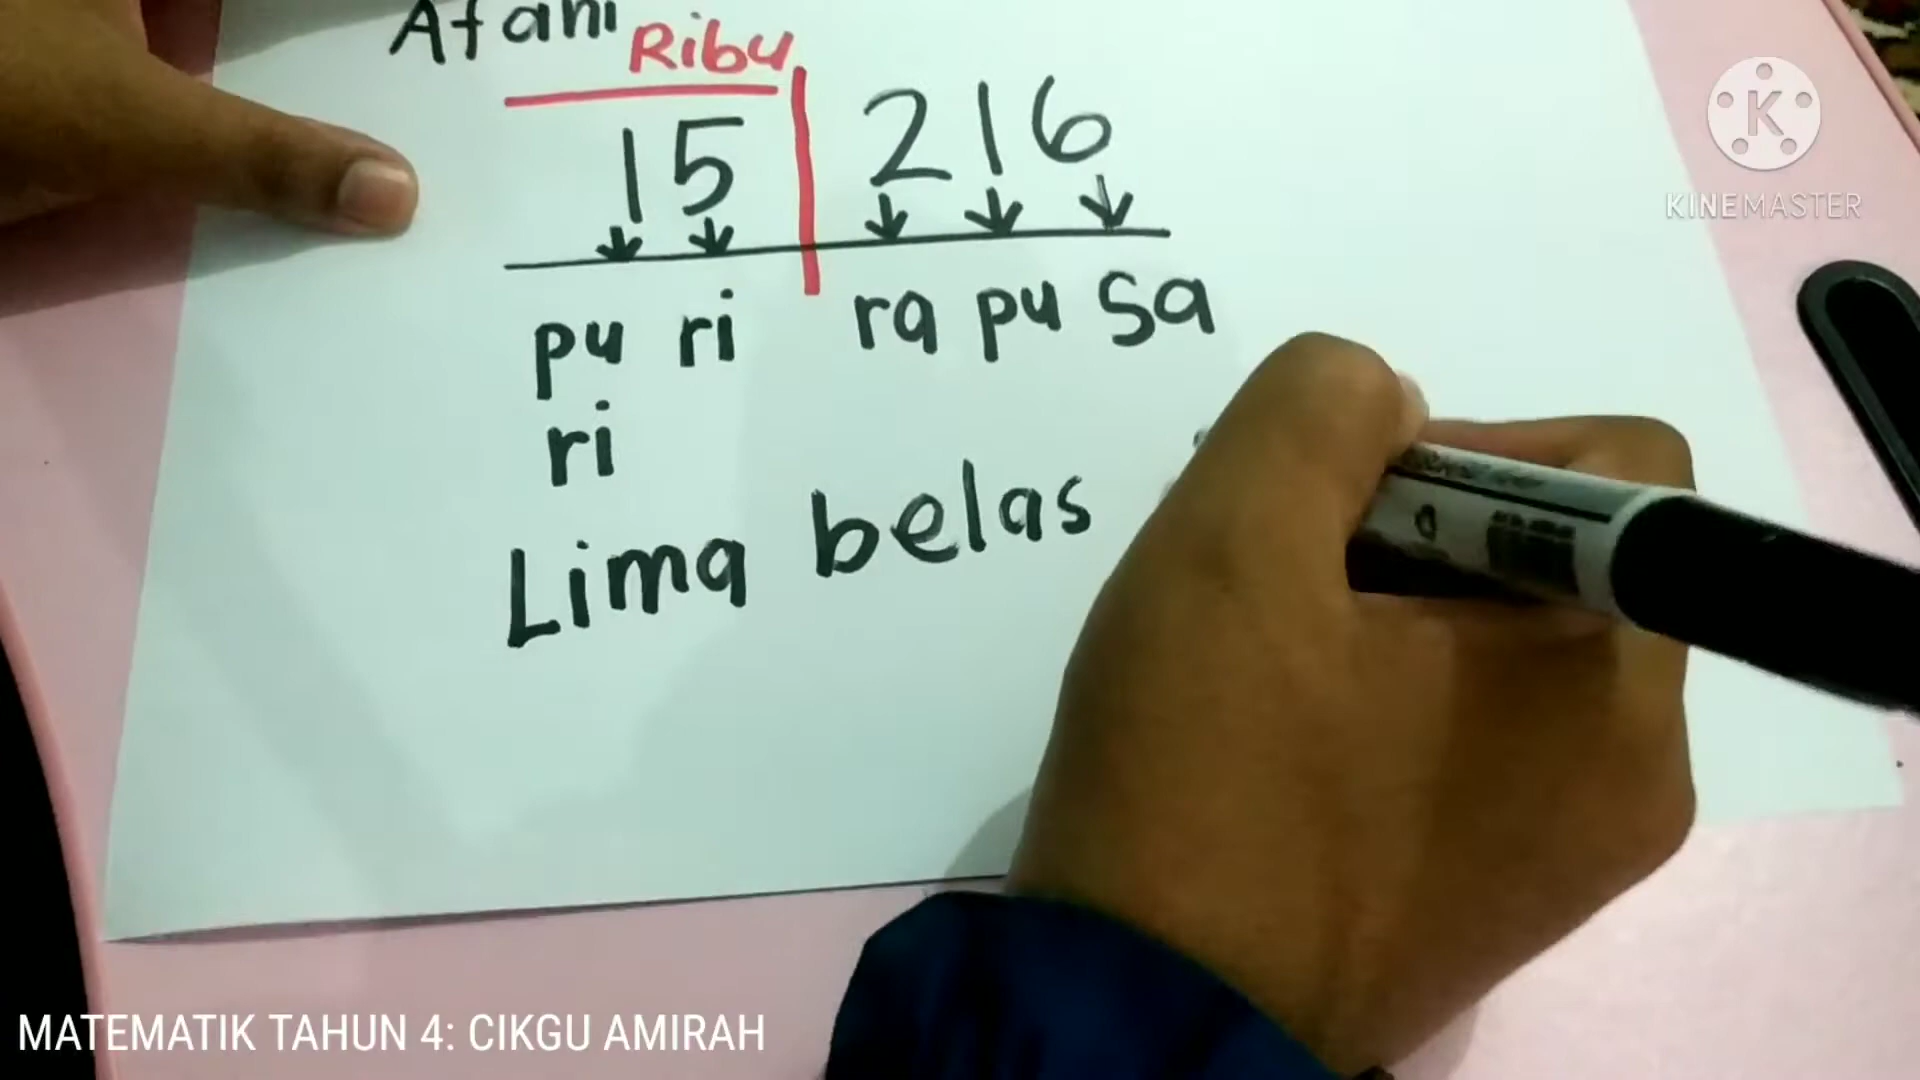 Afani
Ribu
15 216
pu ri ra pu Sa
ri
Lima belas
K
KINEMASTER
MATEMATIK TAHUN 4: CIKGU AMIRAH